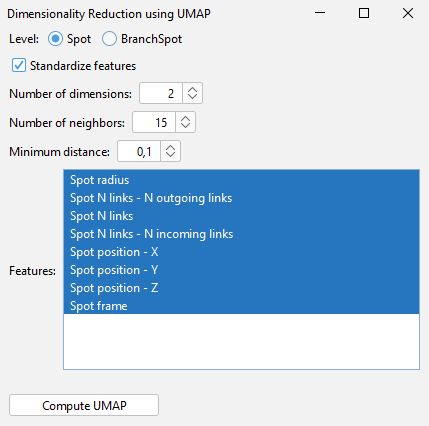 Dimensionality Reduction using UMAP
Level: Spot BranchSpot
Standardize features
Number of dimensions: 2
Number of neighbors: 15
Minimum distance: 0,1
Spot radius
Spot N links - N outgoing links
Spot N links
Spot N links - N incoming links
Spot position - X
Spot position - Y
Features: Spot position - Z
Spot frame
Compute UMAP